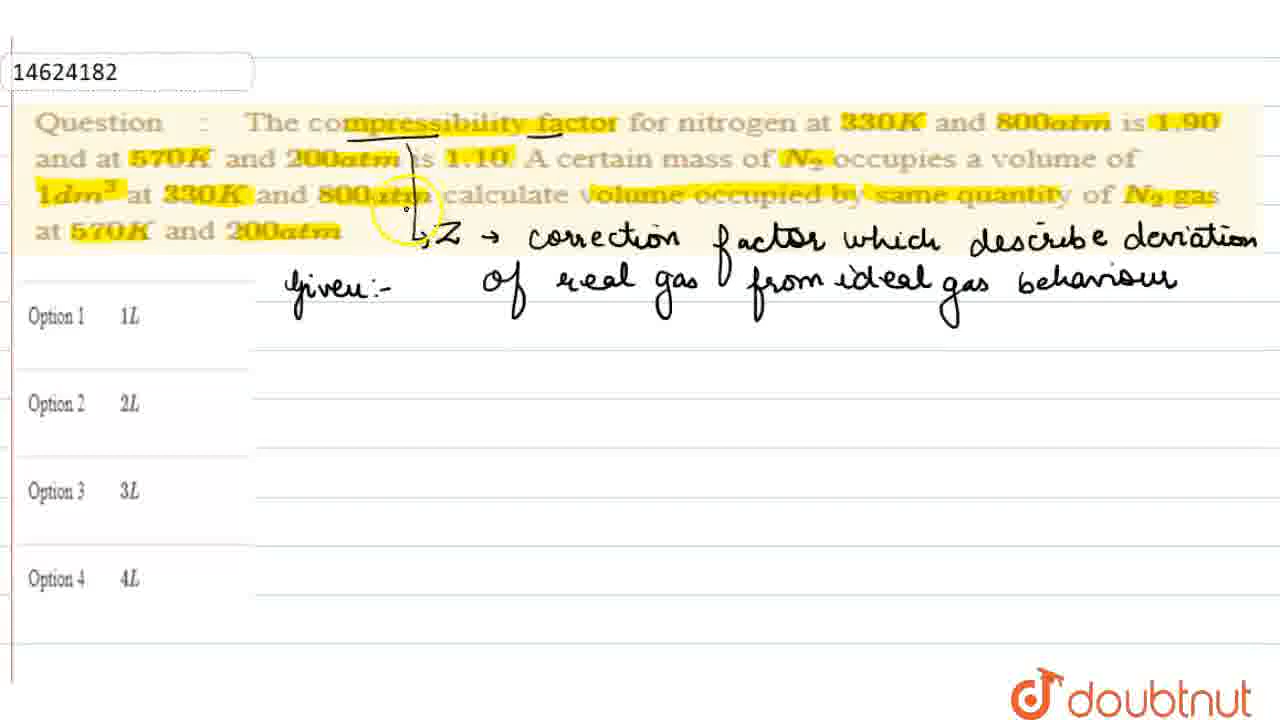 14624182
Question : The compressibility factor for nitrogen at 330K and 800atm is 1.90
and at 570K and 200atm is 1.10 A certain mass of N₂ occupies a volume of
1dm³ at 330K and 800atm calculate volume occupied by same quantity of N₂ gas
at 570K and 200atm
↳ Z → correction factor which describe deviation
Given:- of real gas from ideal gas behaviour
Option 1 1L
Option 2 2L
Option 3 3L
Option 4 4L
doubtnut